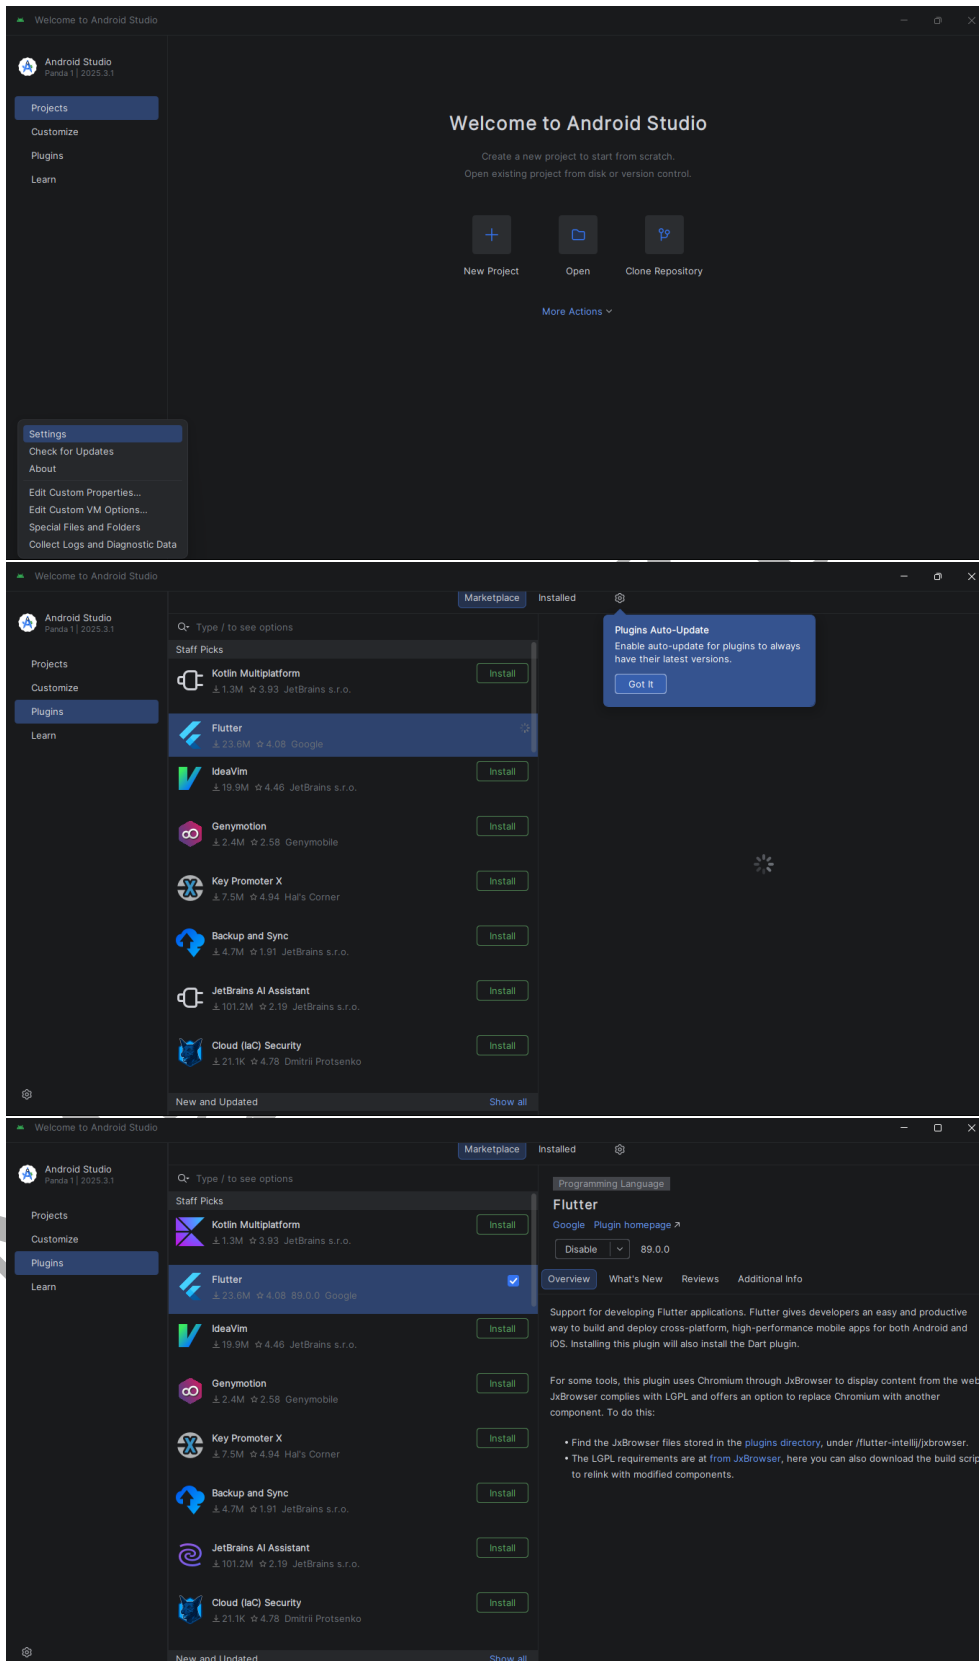 Welcome to Android Studio
Android Studio
Panda 1 | 2025.3.1
Projects
Customize
Plugins
Learn
Welcome to Android Studio
Create a new project to start from scratch.
Open existing project from disk or version control.
New Project
Open
Clone Repository
More Actions
Settings
Check for Updates
About
Edit Custom Properties...
Edit Custom VM Options...
Special Files and Folders
Collect Logs and Diagnostic Data
Welcome to Android Studio
Marketplace Installed
Android Studio
Panda 1 | 2025.3.1
Projects
Customize
Plugins
Learn
Type / to see options
Staff Picks
Kotlin Multiplatform
1.3M 3.93 JetBrains s.r.o.
Install
Flutter
23.6M 4.08 Google
IdeaVim
19.9M 4.46 JetBrains s.r.o.
Install
Genymotion
2.4M 2.58 Genymobile
Install
Key Promoter X
7.5M 4.94 Hal's Corner
Install
Backup and Sync
4.7M 1.91 JetBrains s.r.o.
Install
JetBrains AI Assistant
101.2M 2.19 JetBrains s.r.o.
Install
Cloud (IaC) Security
21.1K 4.78 Dmitrii Protsenko
Install
New and Updated
Show all
Plugins Auto-Update
Enable auto-update for plugins to always
have their latest versions.
Got It
Welcome to Android Studio
Marketplace Installed
Android Studio
Panda 1 | 2025.3.1
Projects
Customize
Plugins
Learn
Type / to see options
Staff Picks
Kotlin Multiplatform
1.3M 3.93 JetBrains s.r.o.
Install
Flutter
23.6M 4.08 89.0.0 Google
IdeaVim
19.9M 4.46 JetBrains s.r.o.
Install
Genymotion
2.4M 2.58 Genymobile
Install
Key Promoter X
7.5M 4.94 Hal's Corner
Install
Backup and Sync
4.7M 1.91 JetBrains s.r.o.
Install
JetBrains AI Assistant
101.2M 2.19 JetBrains s.r.o.
Install
Cloud (IaC) Security
21.1K 4.78 Dmitrii Protsenko
Install
New and Updated
Show all
Programming Language
Flutter
Google Plugin homepage
Disable 89.0.0
Overview What's New Reviews Additional Info
Support for developing Flutter applications. Flutter gives developers an easy and productive
way to build and deploy cross-platform, high-performance mobile apps for both Android and
iOS. Installing this plugin will also install the Dart plugin.
For some tools, this plugin uses Chromium through JxBrowser to display content from the web
JxBrowser complies with LGPL and offers an option to replace Chromium with another
component. To do this:
• Find the JxBrowser files stored in the plugins directory, under /flutter-intellij/jxbrowser.
• The LGPL requirements are at from JxBrowser, here you can also download the build scrip
to relink with modified components.